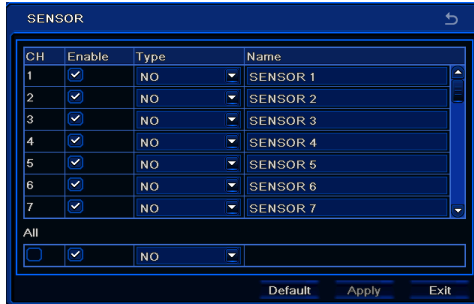 SENSOR
CH Enable Type Name
1 NO SENSOR 1
2 NO SENSOR 2
3 NO SENSOR 3
4 NO SENSOR 4
5 NO SENSOR 5
6 NO SENSOR 6
7 NO SENSOR 7
All
NO
Default Apply Exit